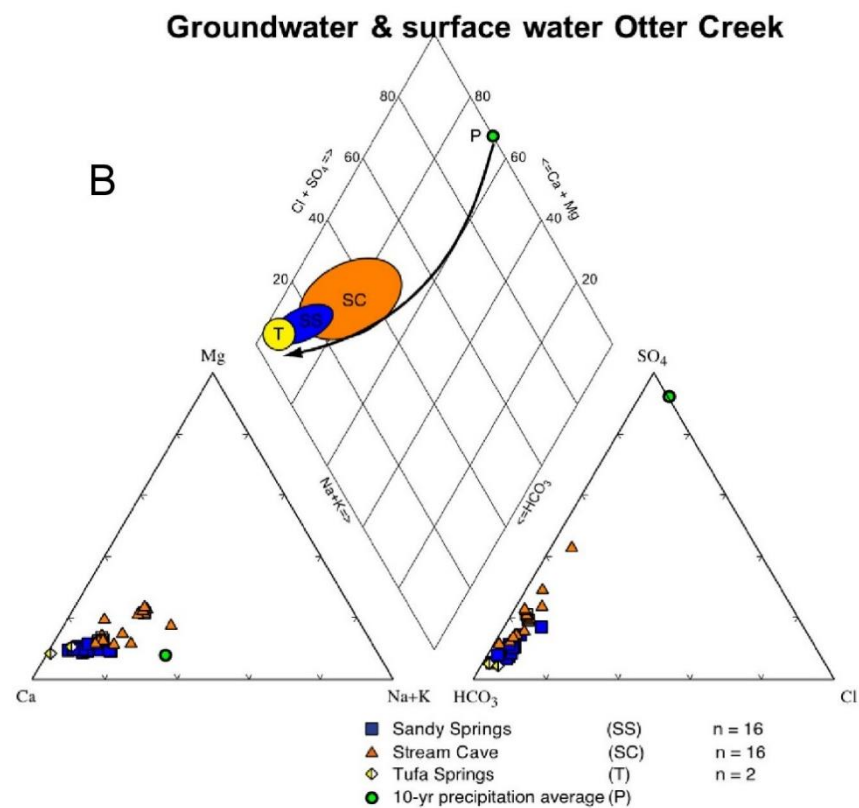 Groundwater & surface water Otter Creek
B
80
80
P
60
60
Cl + SO₄ =>
<=Ca + Mg
40
40
20
20
SC
SS
T
Mg
SO₄
Na+K=>
<=HCO₃
Ca
Na+K
HCO₃
Cl
Sandy Springs (SS) n = 16
Stream Cave (SC) n = 16
Tufa Springs (T) n = 2
10-yr precipitation average (P)